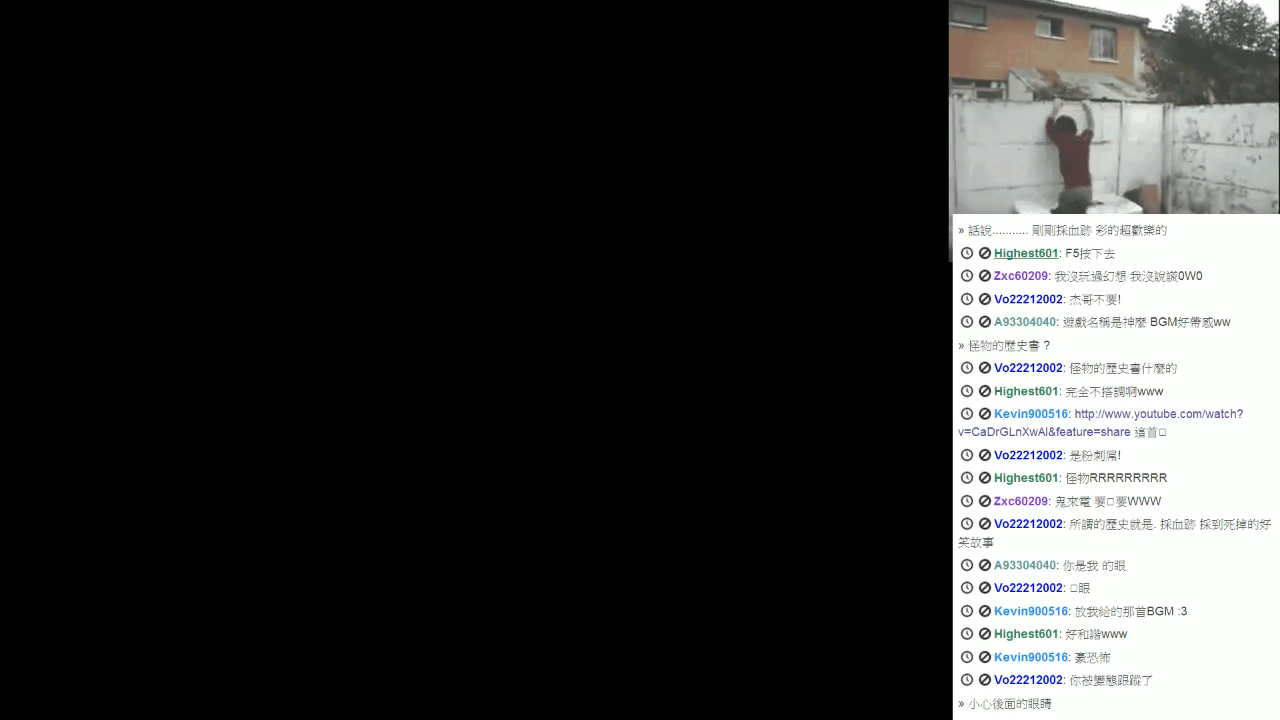 » 話說........... 剛剛採血跡 彩的超歡樂的
Highest601: F5按下去
Zxc60209: 我沒玩過幻想 我沒說謊0W0
Vo22212002: 杰哥不要!
A93304040: 遊戲名稱是神麼 BGM好帶感ww
» 怪物的歷史書 ?
Vo22212002: 怪物的歷史書什麼的
Highest601: 完全不搭調啊www
Kevin900516: http://www.youtube.com/watch?
v=CaDrGLnXwAI&feature=share 這首□
Vo22212002: 是粉刺屌!
Highest601: 怪物RRRRRRRRR
Zxc60209: 鬼來電 要□要WWW
Vo22212002: 所謂的歷史就是. 採血跡 採到死掉的好
笑故事
A93304040: 你是我 的眼
Vo22212002: □眼
Kevin900516: 放我給的那首BGM :3
Highest601: 好和諧www
Kevin900516: 豪恐怖
Vo22212002: 你被變態跟蹤了
» 小心後面的眼睛